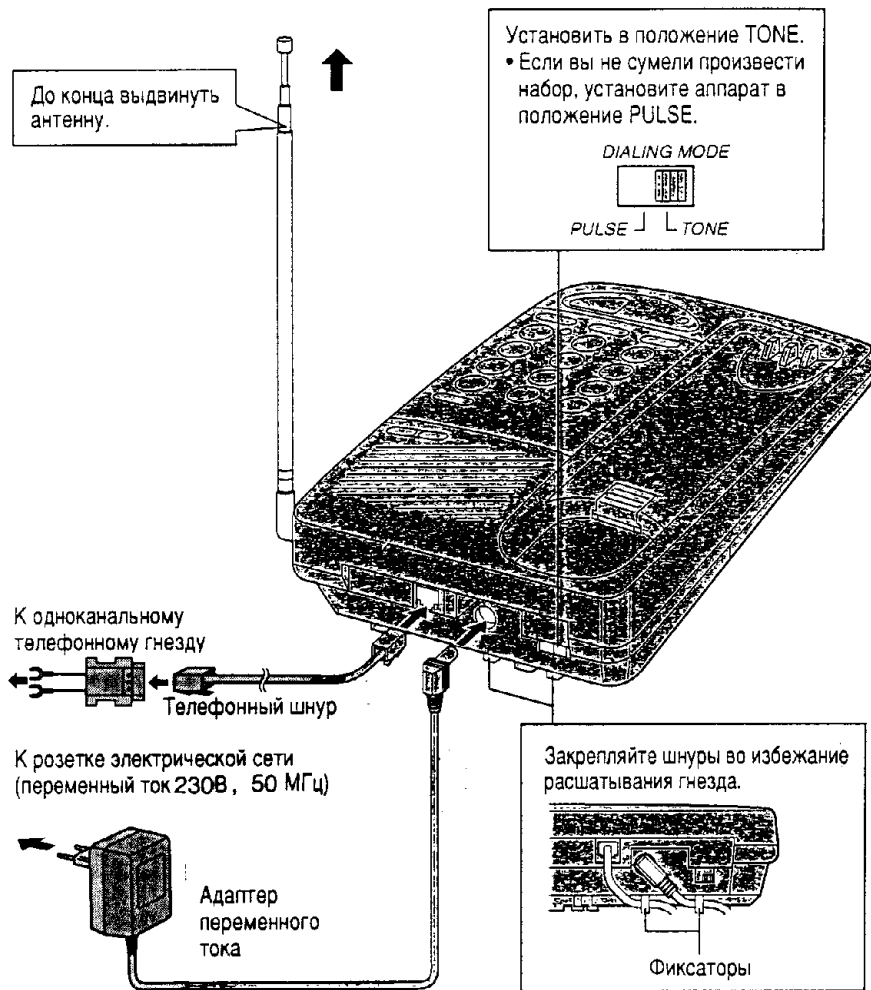 До конца выдвинуть
антенну.
Установить в положение TONE.
• Если вы не сумели произвести
набор, установите аппарат в
положение PULSE.
DIALING MODE
PULSE
TONE
К одноканальному
телефонному гнезду
Телефонный шнур
К розетке электрической сети
(переменный ток 230В, 50 МГц)
Адаптер
переменного
тока
Закрепляйте шнуры во избежание
расшатывания гнезда.
Фиксаторы